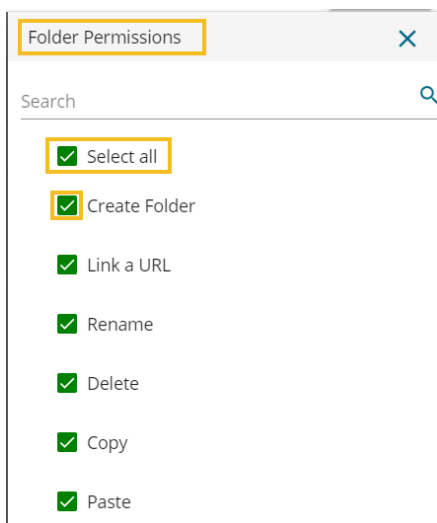 Folder Permissions
Search
Select all
Create Folder
Link a URL
Rename
Delete
Copy
Paste